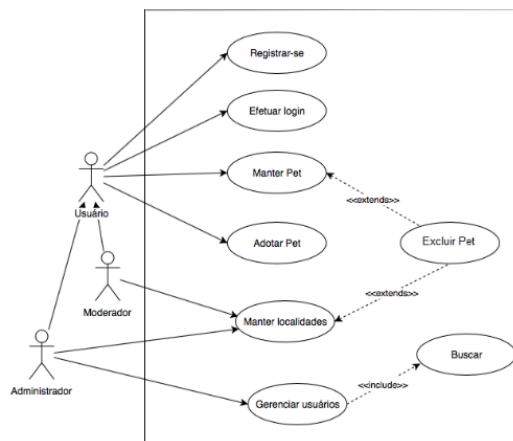 Registrar-se
Efetuar login
Manter Pet
Usuário
<<extends>>
Adotar Pet
Excluir Pet
Moderador
<<extends>>
Manter localidades
Buscar
Administrador
<<include>>
Gerenciar usuários